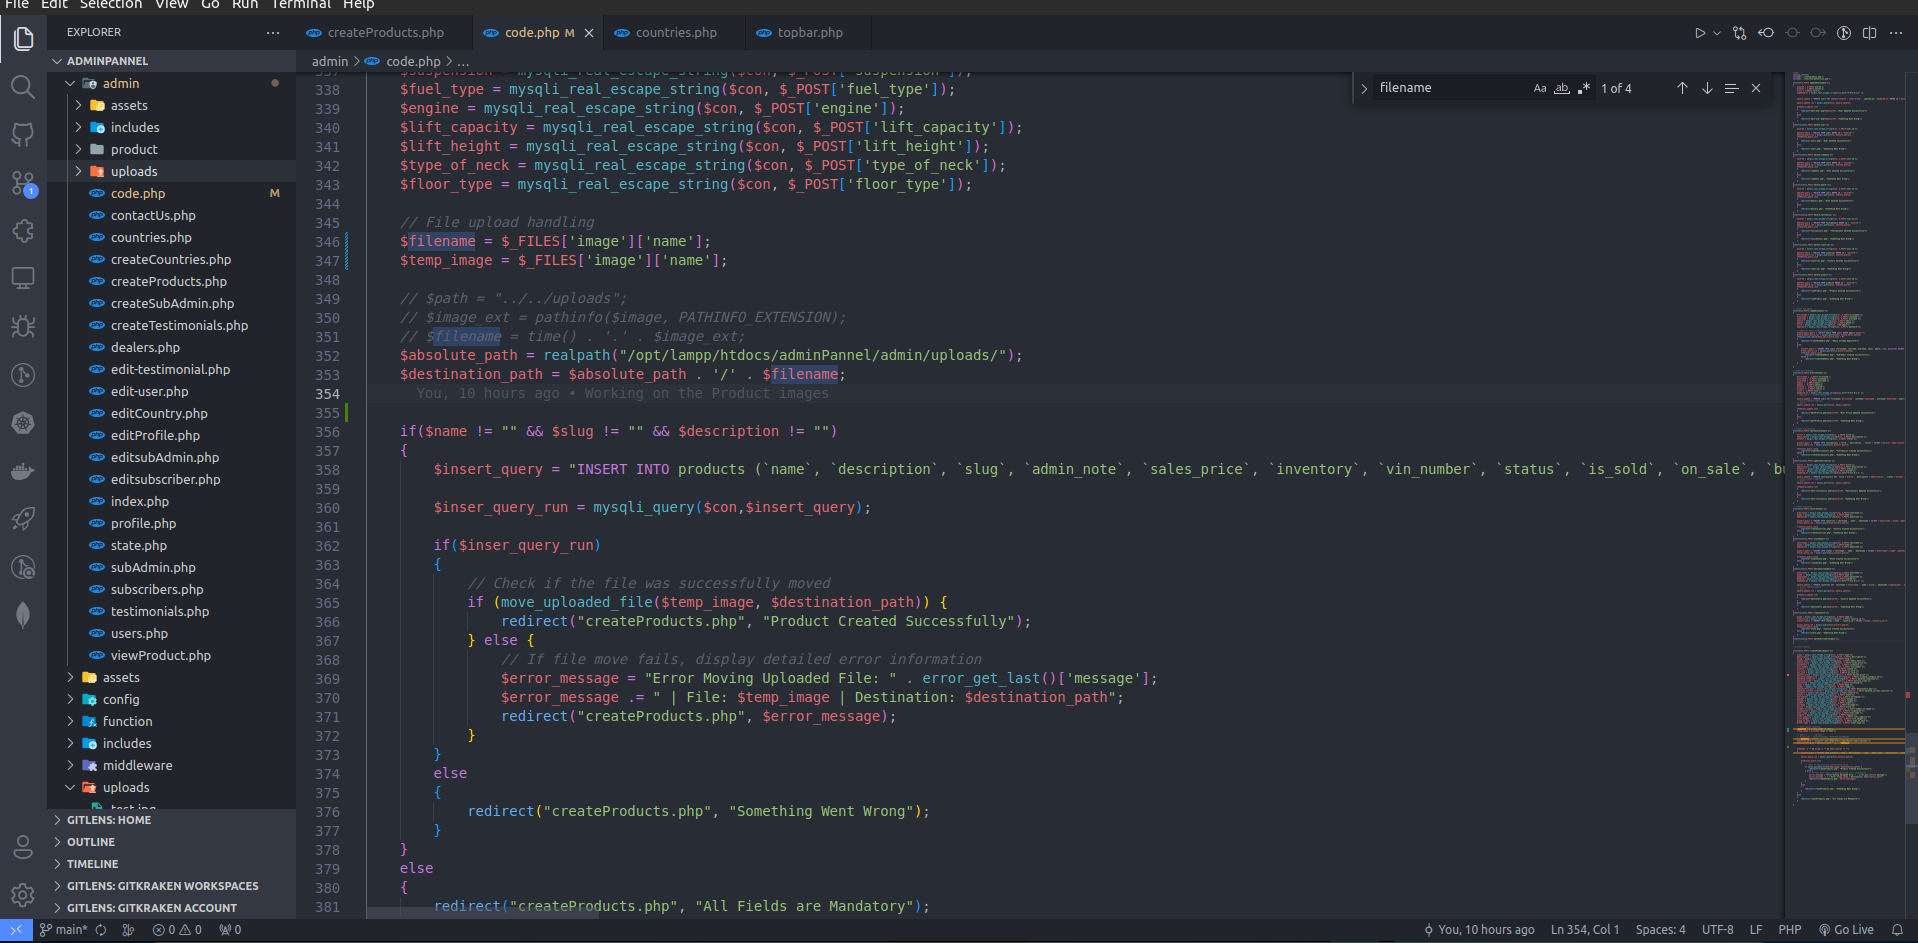 File Edit Selection View Go Run Terminal Help
EXPLORER
createProducts.php
code.php M
countries.php
topbar.php
ADMINPANNEL
admin
assets
includes
product
uploads
code.php M
contactUs.php
countries.php
createCountries.php
createProducts.php
createSubAdmin.php
createTestimonials.php
dealers.php
edit-testimonial.php
edit-user.php
editCountry.php
editProfile.php
editsubAdmin.php
editsubscriber.php
index.php
profile.php
state.php
subAdmin.php
subscribers.php
testimonials.php
users.php
viewProduct.php
assets
config
function
includes
middleware
uploads
GITLENS: HOME
OUTLINE
TIMELINE
GITLENS: GITKRAKEN WORKSPACES
GITLENS: GITKRAKEN ACCOUNT
admin > code.php > ...
filename
Aa ab .* 1 of 4
337 $suspension = mysqli_real_escape_string($con, $_POST['suspension']);
338 $fuel_type = mysqli_real_escape_string($con, $_POST['fuel_type']);
339 $engine = mysqli_real_escape_string($con, $_POST['engine']);
340 $lift_capacity = mysqli_real_escape_string($con, $_POST['lift_capacity']);
341 $lift_height = mysqli_real_escape_string($con, $_POST['lift_height']);
342 $type_of_neck = mysqli_real_escape_string($con, $_POST['type_of_neck']);
343 $floor_type = mysqli_real_escape_string($con, $_POST['floor_type']);
344
345 // File upload handling
346 $filename = $_FILES['image']['name'];
347 $temp_image = $_FILES['image']['name'];
348
349 // $path = "../../uploads";
350 // $image_ext = pathinfo($image, PATHINFO_EXTENSION);
351 // $filename = time() . '.' . $image_ext;
352 $absolute_path = realpath("/opt/lampp/htdocs/adminPannel/admin/uploads/");
353 $destination_path = $absolute_path . '/' . $filename;
354 You, 10 hours ago • Working on the Product images
355
356 if($name != "" && $slug != "" && $description != "")
357 {
358 $insert_query = "INSERT INTO products (`name`, `description`, `slug`, `admin_note`, `sales_price`, `inventory`, `vin_number`, `status`, `is_sold`, `on_sale`, `bu
359
360 $inser_query_run = mysqli_query($con,$insert_query);
361
362 if($inser_query_run)
363 {
364 // Check if the file was successfully moved
365 if (move_uploaded_file($temp_image, $destination_path)) {
366 redirect("createProducts.php", "Product Created Successfully");
367 } else {
368 // If file move fails, display detailed error information
369 $error_message = "Error Moving Uploaded File: " . error_get_last()['message'];
370 $error_message .= " | File: $temp_image | Destination: $destination_path";
371 redirect("createProducts.php", $error_message);
372 }
373 }
374 else
375 {
376 redirect("createProducts.php", "Something Went Wrong");
377 }
378 }
379 else
380 {
381 redirect("createProducts.php", "All Fields are Mandatory");
1
main* 0 0 0
You, 10 hours ago Ln 354, Col 1 Spaces: 4 UTF-8 LF PHP Go Live